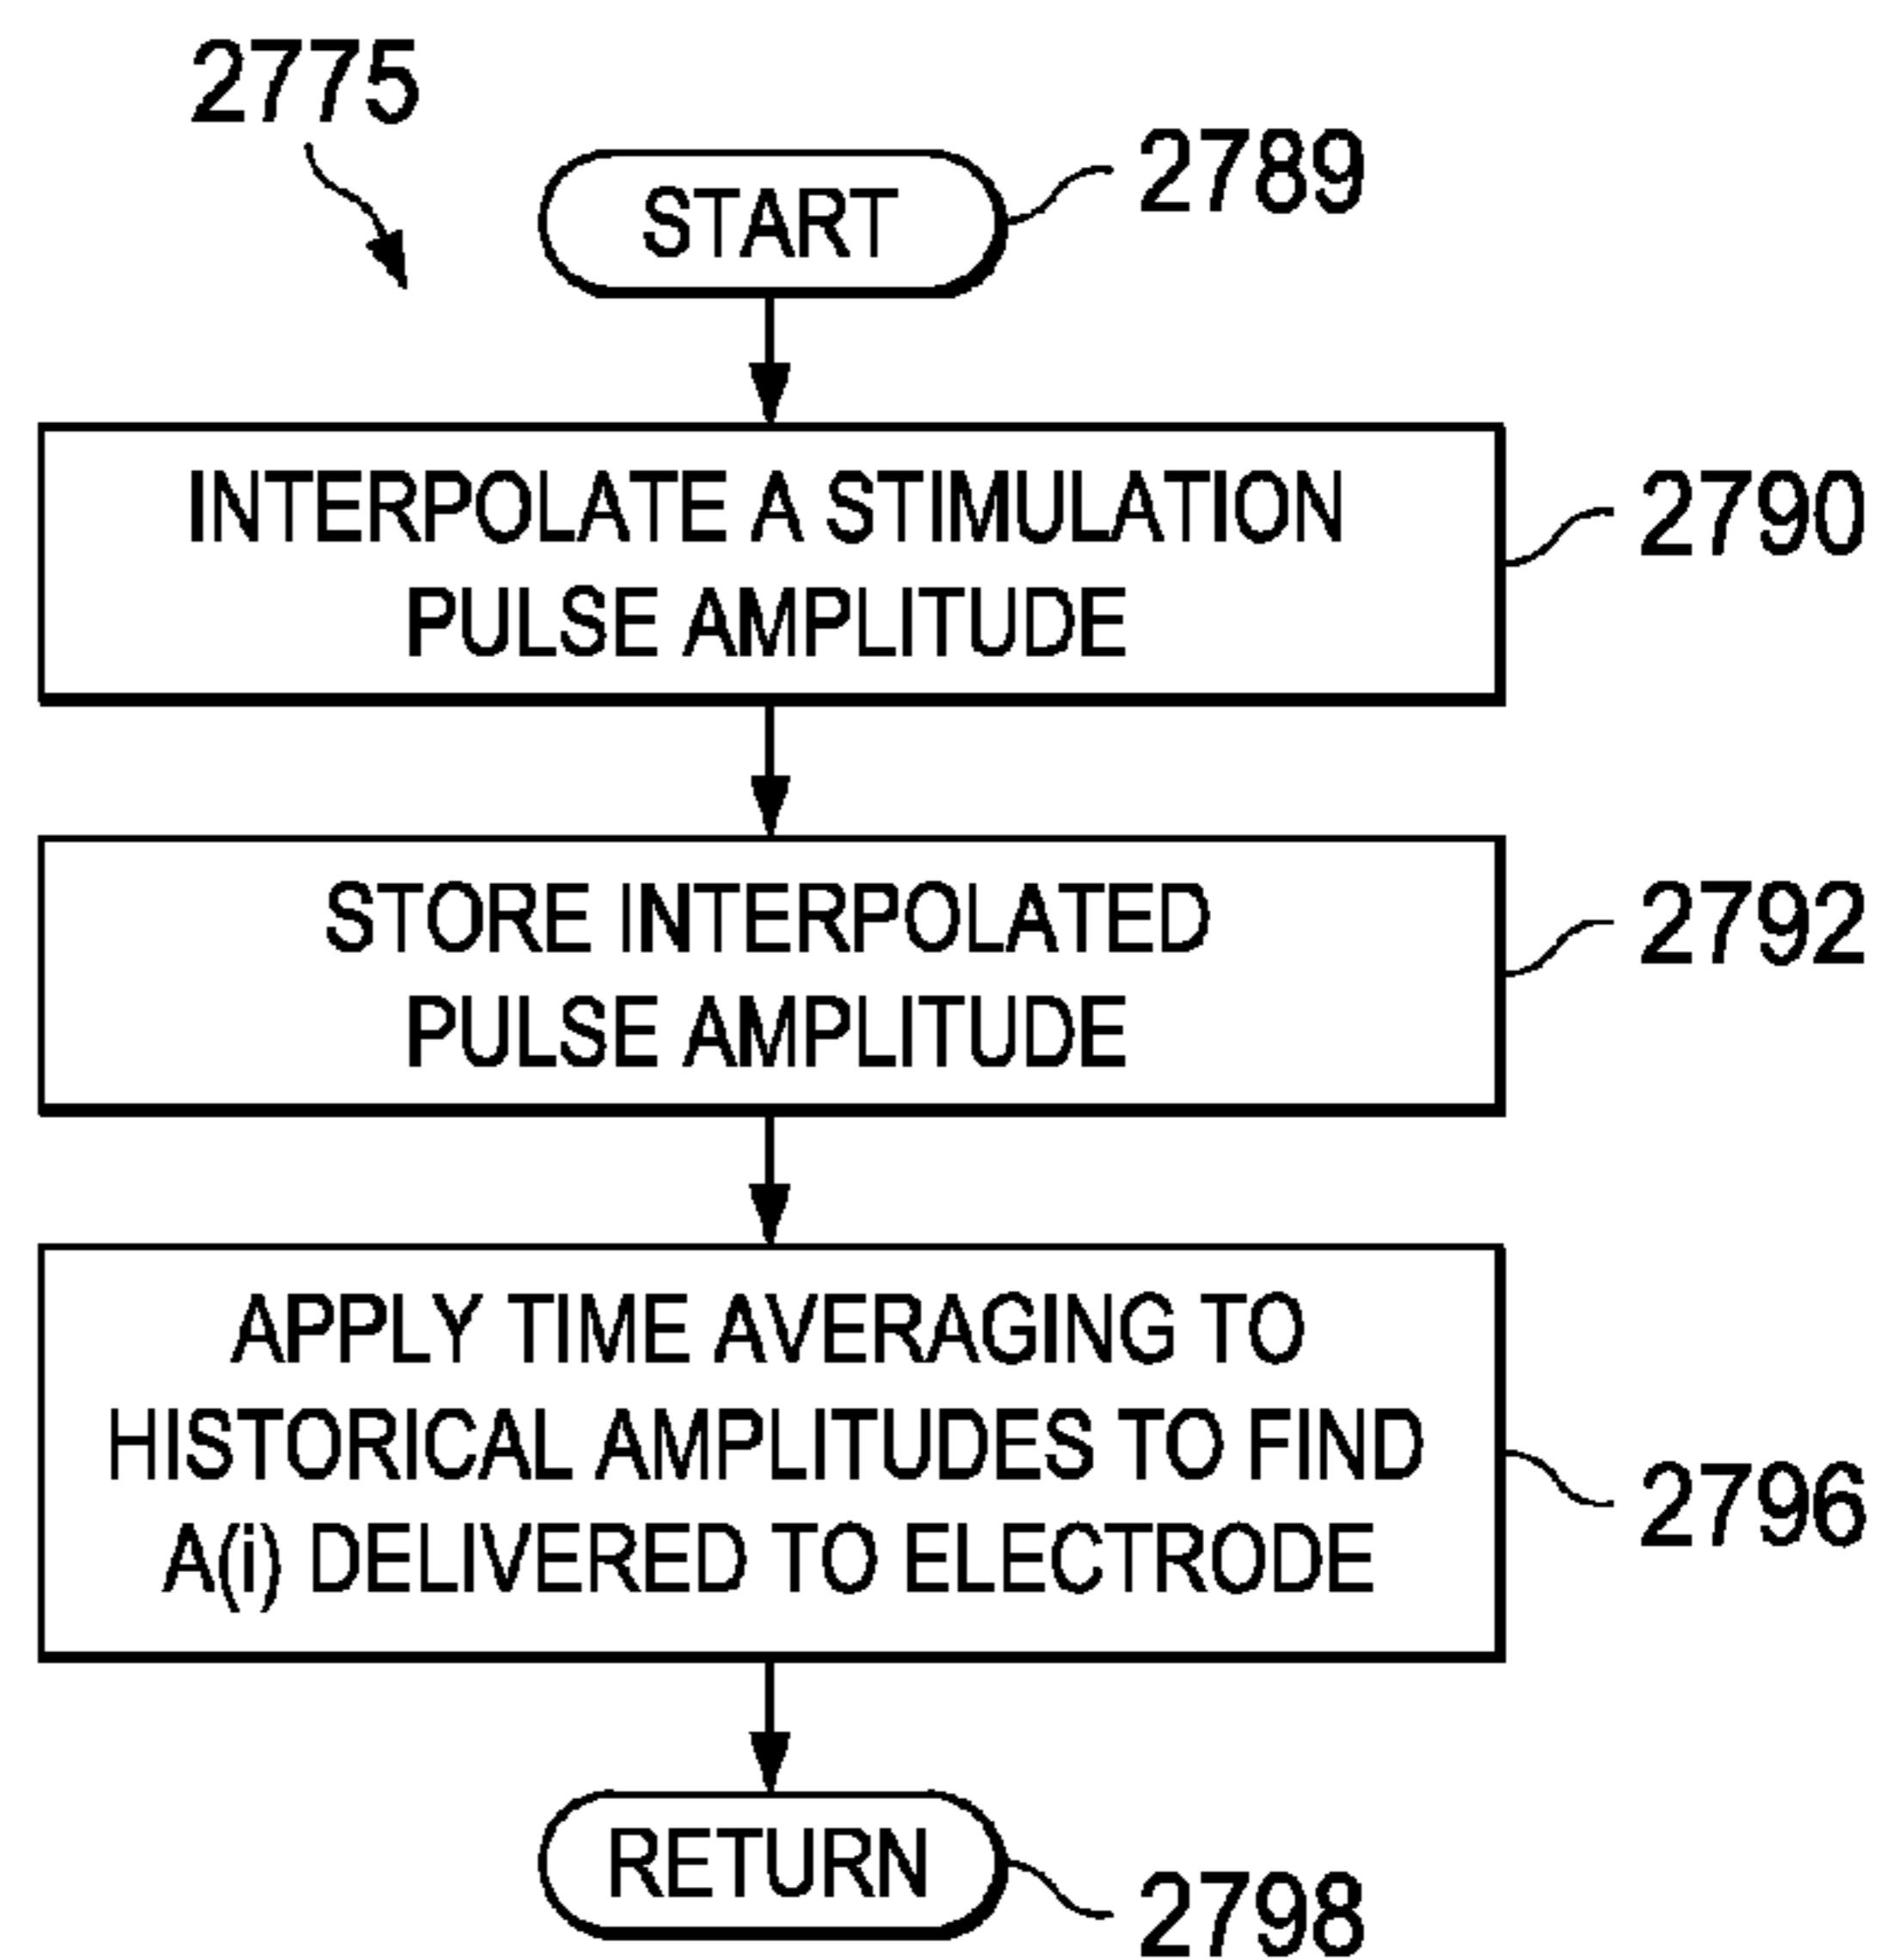 2775
START
2789
INTERPOLATE A STIMULATION
PULSE AMPLITUDE
2790
STORE INTERPOLATED
PULSE AMPLITUDE
2792
APPLY TIME AVERAGING TO
HISTORICAL AMPLITUDES TO FIND
A(i) DELIVERED TO ELECTRODE
2796
RETURN
2798